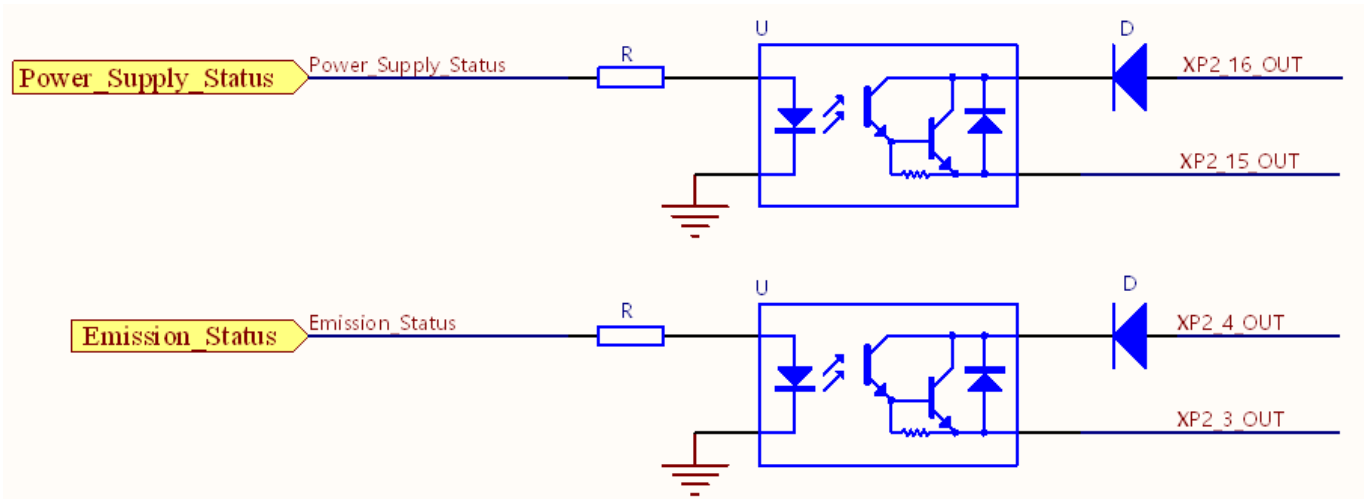 U
D
Power_Supply_Status
Power_Supply_Status
R
XP2_16_OUT
XP2_15_OUT
U
D
Emission_Status
Emission_Status
R
XP2_4_OUT
XP2_3_OUT